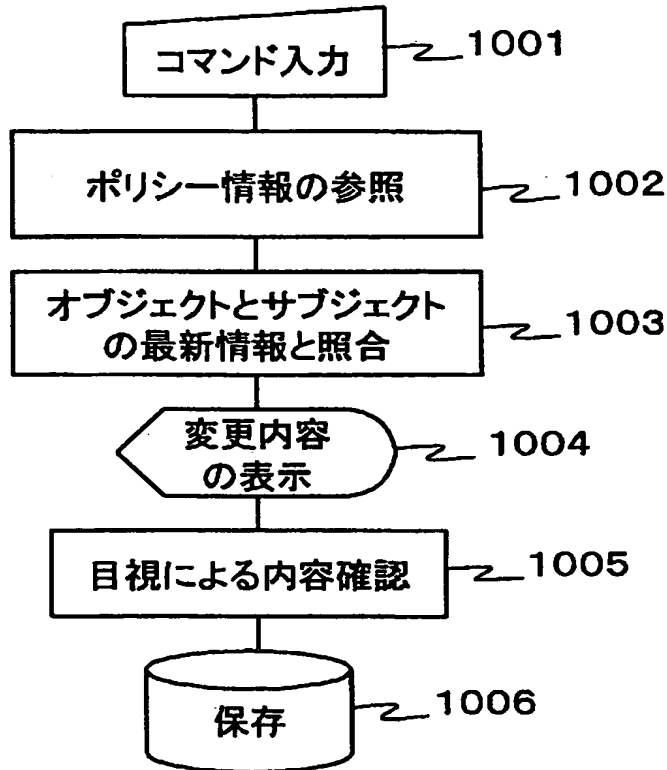 コマンド入力
1001
ポリシー情報の参照
1002
オブジェクトとサブジェクト
の最新情報と照合
1003
変更内容
の表示
1004
目視による内容確認
1005
保存
1006